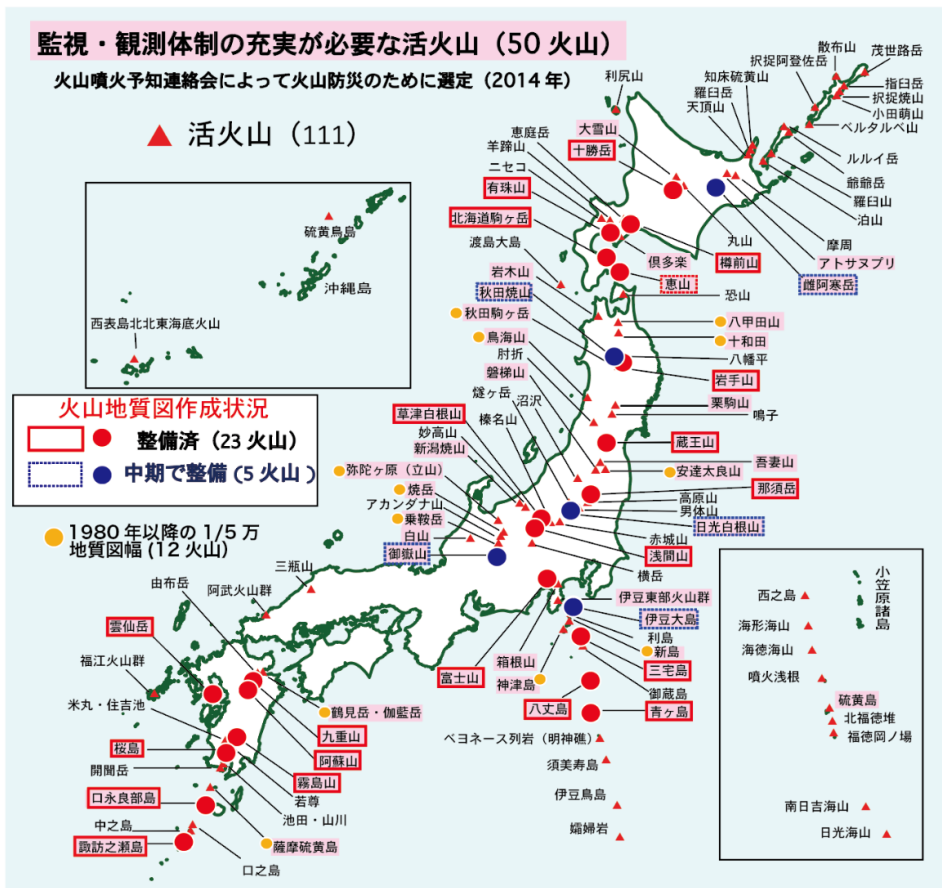 監視・観測体制の充実が必要な活火山（50火山）
火山噴火予知連絡会によって火山防災のために選定（2014年）
活火山（111）
利尻山
散布山
茂世路岳
択捉阿登佐岳
知床硫黄山
指臼岳
羅臼岳
択捉焼山
天頂山
小田萌山
ベルタルベ山
恵庭岳
大雪山
羊蹄山
十勝岳
ニセコ
ルルイ岳
有珠山
爺爺岳
羅臼山
北海道駒ヶ岳
泊山
丸山
摩周
渡島大島
倶多楽
樽前山
アトサヌプリ
岩木山
恵山
雌阿寒岳
秋田焼山
恐山
秋田駒ヶ岳
八甲田山
鳥海山
十和田
肘折
八幡平
磐梯山
岩手山
燧ヶ岳
沼沢
栗駒山
草津白根山
榛名山
鳴子
妙高山
蔵王山
新潟焼山
吾妻山
弥陀ヶ原（立山）
安達太良山
焼岳
那須岳
アカンダナ山
高原山
乗鞍岳
男体山
白山
日光白根山
御嶽山
赤城山
浅間山
横岳
硫黄鳥島
沖縄島
西表島北北東海底火山
火山地質図作成状況
整備済（23火山）
中期で整備（5火山）
1980年以降の1/5万
地質図幅（12火山）
三瓶山
由布岳
阿武火山群
伊豆東部火山群
伊豆大島
雲仙岳
利島
箱根山
新島
福江火山群
富士山
三宅島
神津島
御蔵島
米丸・住吉池
鶴見岳・伽藍岳
八丈島
青ヶ島
桜島
九重山
ベヨネース列岩（明神礁）
阿蘇山
開聞岳
霧島山
須美寿島
口永良部島
若尊
池田・山川
伊豆鳥島
中之島
諏訪之瀬島
薩摩硫黄島
孀婦岩
口之島
小笠原諸島
西之島
海形海山
海徳海山
噴火浅根
硫黄島
北福徳堆
福徳岡ノ場
南日吉海山
日光海山